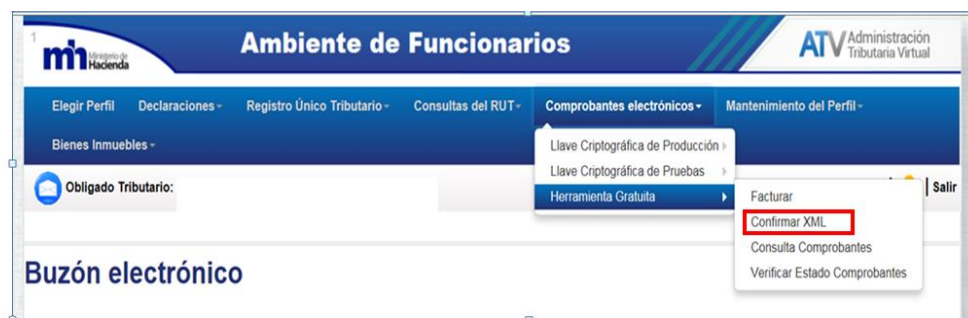 1
mh Ministerio de Hacienda
Ambiente de Funcionarios
ATV Administración Tributaria Virtual
Elegir Perfil Declaraciones Registro Único Tributario Consultas del RUT Comprobantes electrónicos Mantenimiento del Perfil
Bienes Inmuebles
Llave Criptográfica de Producción
Llave Criptográfica de Pruebas
Obligado Tributario:
Herramienta Gratuita
Facturar
| Salir
Confirmar XML
Consulta Comprobantes
Verificar Estado Comprobantes
Buzón electrónico